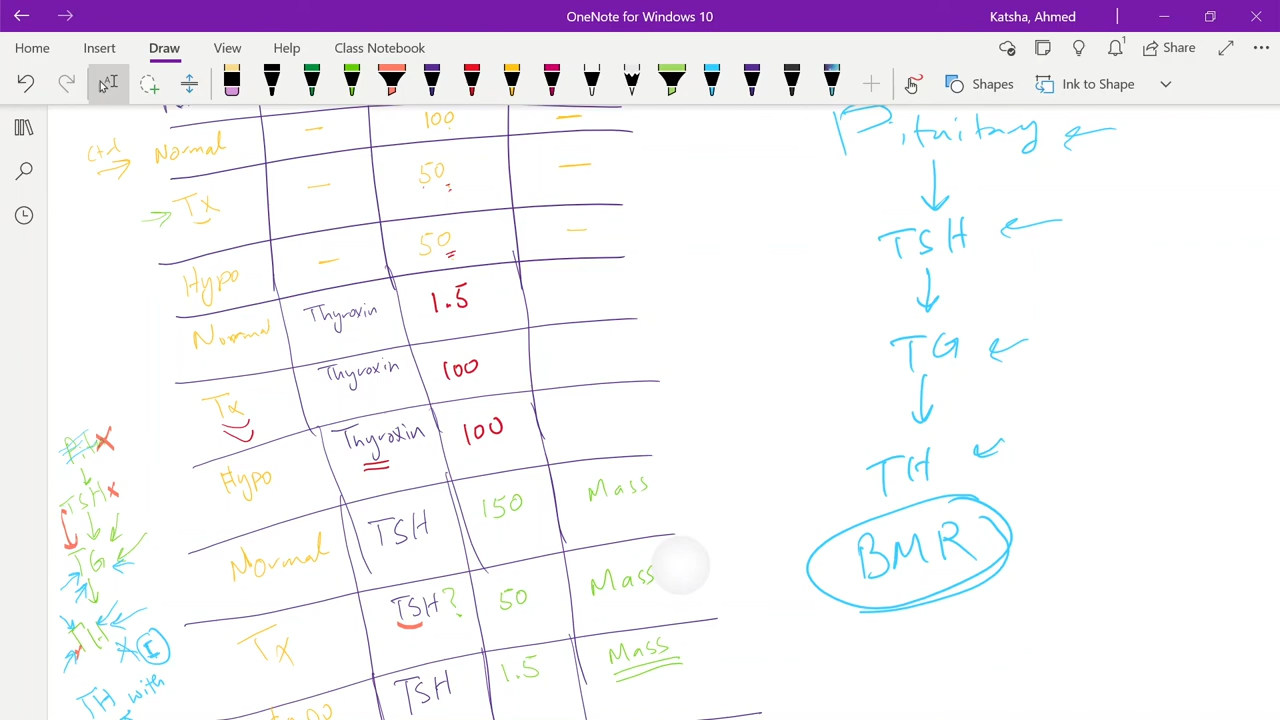 OneNote for Windows 10
Katsha, Ahmed
Home Insert Draw View Help Class Notebook
Share
Shapes Ink to Shape
Ctrl Normal - 100 -
Tx - 50 -
Hypo - 50 -
Normal Thyroxin 1.5
Tx Thyroxin 100
Hypo Thyroxin 100
Normal TSH 150 Mass
Tx TSH? 50 Mass
TSH 1.5 Mass
TSH x
TG
TH
x I
TH with
Pituitary
TSH
TG
TH
BMR